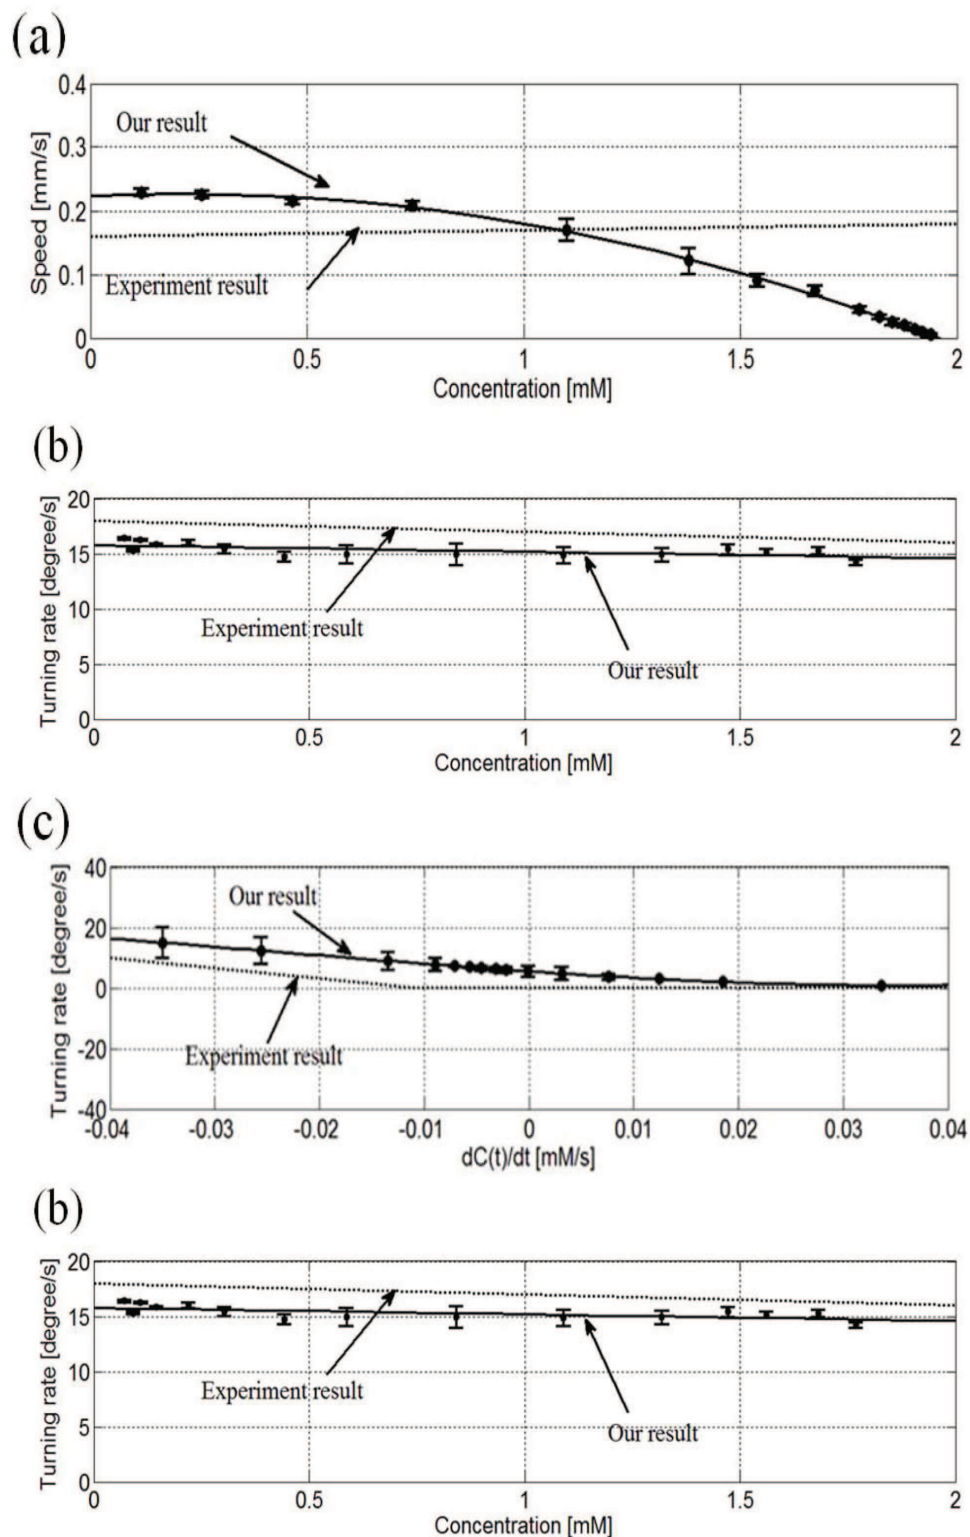 (a)
0.4
0.3
0.2
0.1
0
Speed [mm/s]
Our result
Experiment result
0 0.5 1 1.5 2
Concentration [mM]
(b)
20
15
10
5
0
Turning rate [degree/s]
Experiment result
Our result
0 0.5 1 1.5 2
Concentration [mM]
(c)
40
20
0
-20
-40
Turning rate [degree/s]
Our result
Experiment result
-0.04 -0.03 -0.02 -0.01 0 0.01 0.02 0.03 0.04
dC(t)/dt [mM/s]
(b)
20
15
10
5
0
Turning rate [degree/s]
Experiment result
Our result
0 0.5 1 1.5 2
Concentration [mM]